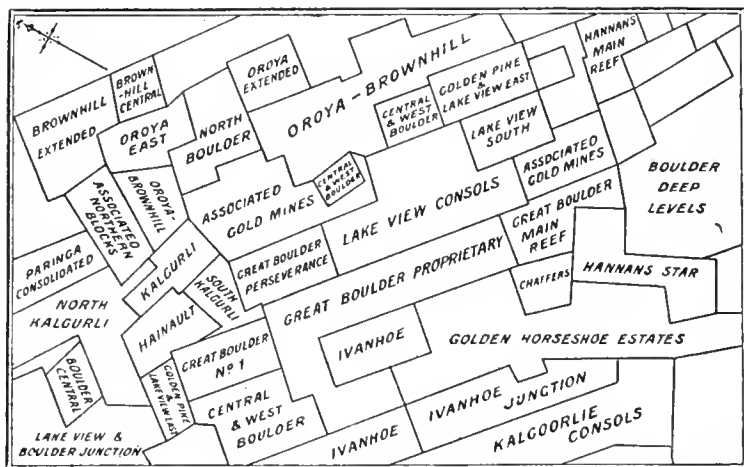 BROWNHILL
EXTENDED
BROWN
-HILL
CENTRAL
OROYA
EAST
NORTH
BOULDER
OROYA
EXTENDED
OROYA-BROWNHILL
CENTRAL
& WEST
BOULDER
GOLDEN PINE
&
LAKE VIEW EAST
HANNANS
MAIN
REEF
LAKE VIEW
SOUTH
ASSOCIATED
GOLD MINES
BOULDER
DEEP
LEVELS
ASSOCIATED
NORTHERN
BLOCKS
OROYA-
BROWNHILL
ASSOCIATED
GOLD MINES
CENTRAL
& WEST
BOULDER
LAKE VIEW CONSOLS
GREAT BOULDER
MAIN
REEF
PARINGA
CONSOLIDATED
KALGURLI
SOUTH
KALGURLI
GREAT BOULDER
PERSEVERANCE
GREAT BOULDER PROPRIETARY
CHAFFERS
HANNANS STAR
NORTH
KALGURLI
HAINAULT
GREAT BOULDER
No 1
IVANHOE
GOLDEN HORSESHOE ESTATES
BOULDER
CENTRAL
GOLDEN PINE
&
LAKE VIEW EAST
CENTRAL
& WEST
BOULOER
IVANHOE
JUNCTION
LAKE VIEW &
BOULDER JUNCTION
IVANHOE
KALGOORLIE
CONSOLS